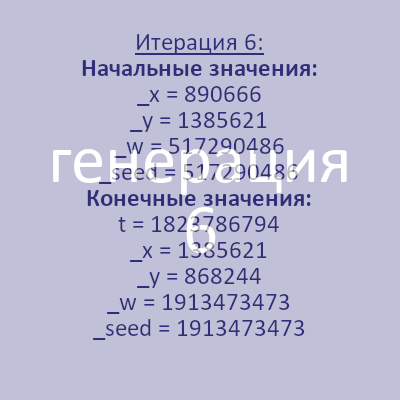 Итерация 6:
Начальные значения:
_x = 890666
_y = 1385621
_w = 517290486
_seed = 517290486
Конечные значения:
t = 1823786794
_x = 1385621
_y = 868244
_w = 1913473473
_seed = 1913473473
генерация
6